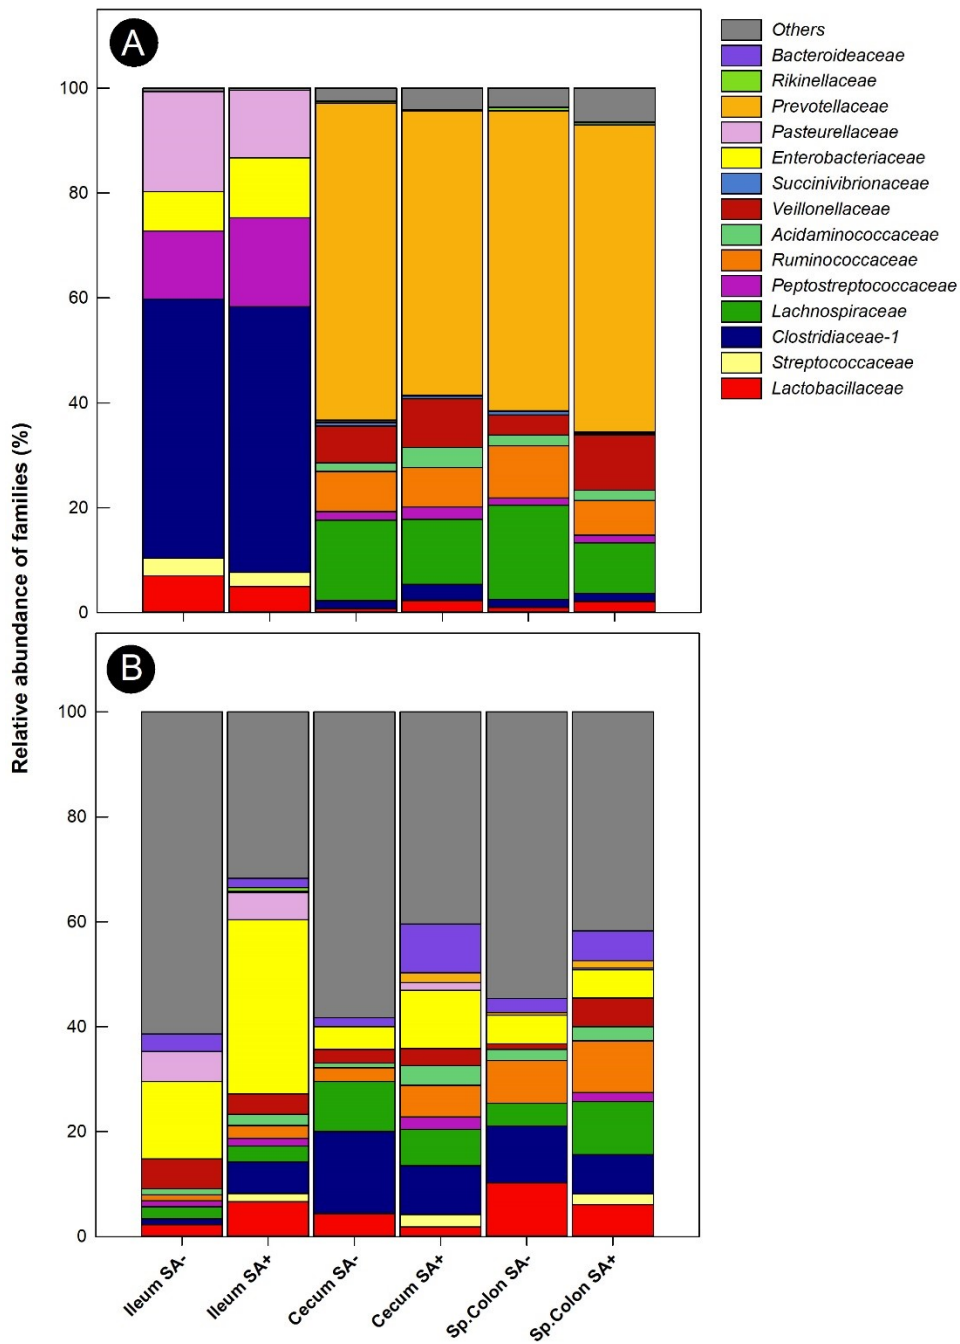 A
100
80
60
40
20
0
Others
Bacteroideaceae
Rikinellaceae
Prevotellaceae
Pasteurellaceae
Enterobacteriaceae
Succinivibrionaceae
Veillonellaceae
Acidaminococcaceae
Ruminococcaceae
Peptostreptococcaceae
Lachnospiraceae
Clostridiaceae-1
Streptococcaceae
Lactobacillaceae
Relative abundance of families (%)
B
100
80
60
40
20
0
Ileum SA-
Ileum SA+
Cecum SA-
Cecum SA+
Sp.Colon SA-
Sp.Colon SA+